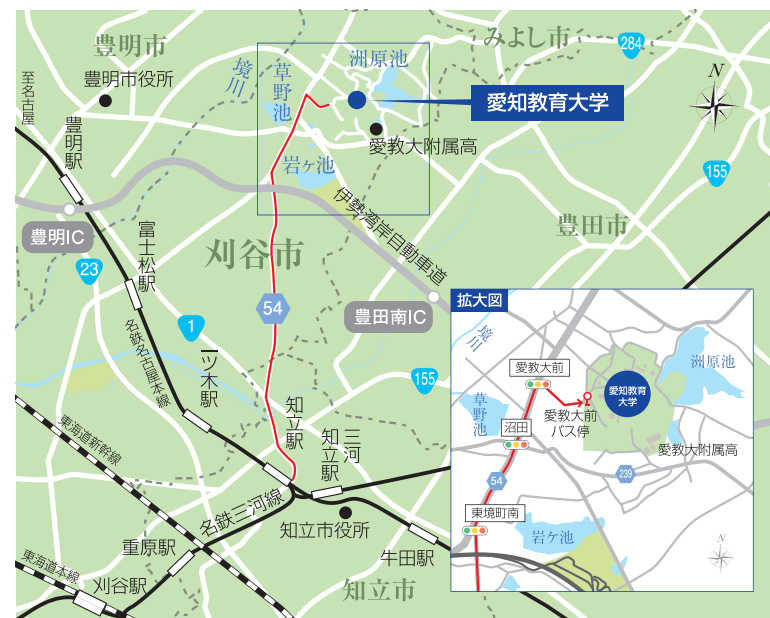 みよし市
284
豊明市
豊明市役所
至名古屋
境川
草野池
洲原池
愛知教育大学
N
愛教大附属高
岩ヶ池
155
豊明駅
伊勢湾岸自動車道
豊田市
豊明IC
富士松駅
刈谷市
23
54
豊田南IC
1
名鉄名古屋本線
一ツ木駅
155
知立駅
三河
知立駅
東海道新幹線
名鉄三河線
知立市役所
重原駅
牛田駅
東海道本線
刈谷駅
知立市
拡大図
境川
愛教大前
洲原池
愛知教育
大学
草野池
愛教大前
バス停
沼田
愛教大附属高
54
239
東境町南
岩ケ池
N